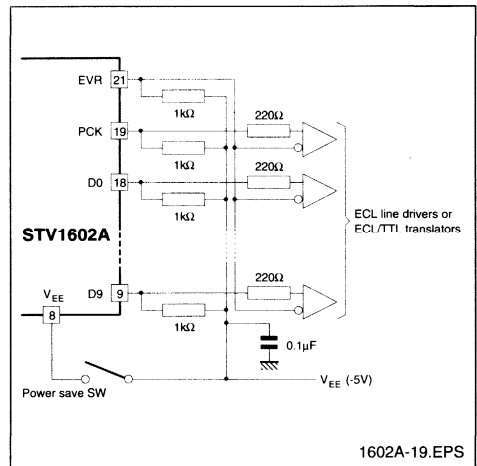 EVR 21
1kΩ
220Ω
PCK 19
1kΩ
220Ω
D0 18
1kΩ
ECL line drivers or
ECL/TTL translators
STV1602A
220Ω
VEE D9 9
8
1kΩ
0.1µF
VEE (-5V)
Power save SW
1602A-19.EPS